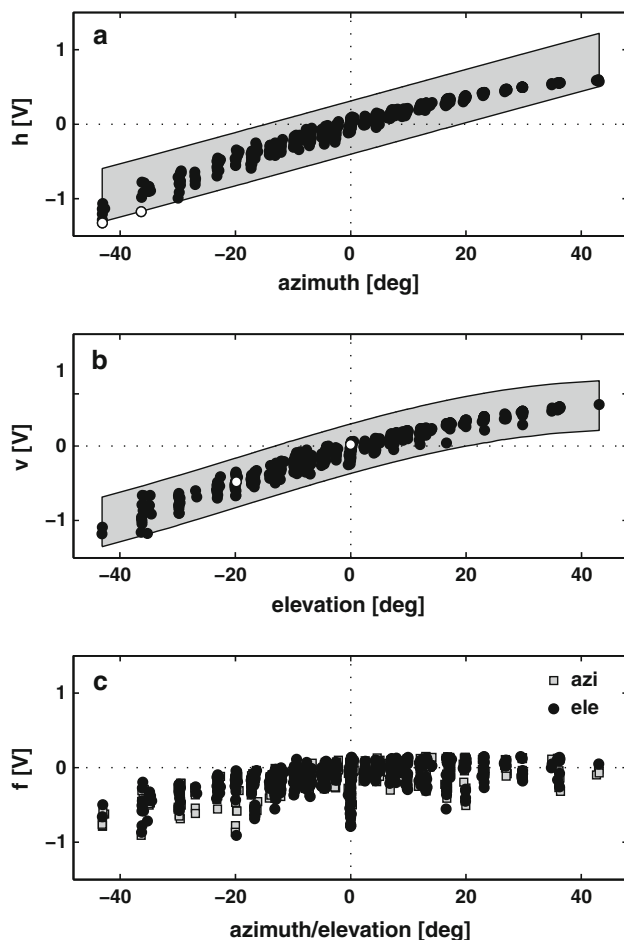 a
1
0
−1
h [V]
−40 −20 0 20 40
azimuth [deg]
b
1
0
−1
v [V]
−40 −20 0 20 40
elevation [deg]
c
azi
ele
1
0
−1
f [V]
−40 −20 0 20 40
azimuth/elevation [deg]